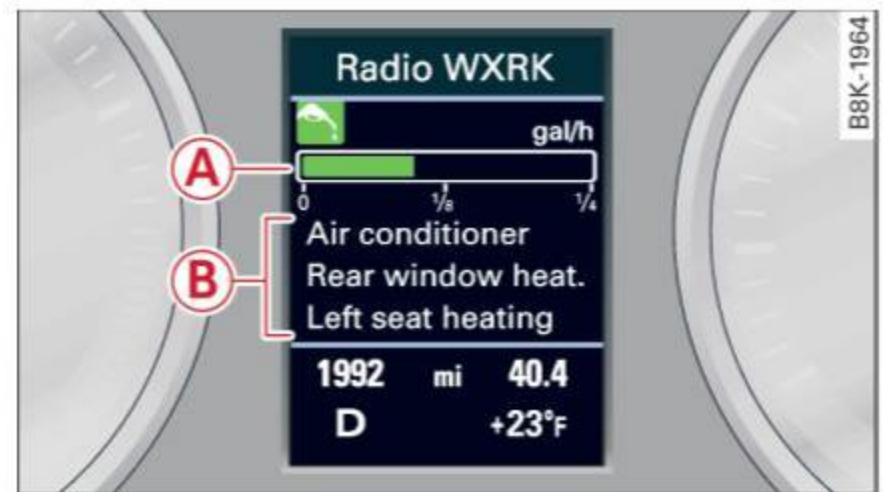 Radio WXRK
gal/h
A
0 1/8 1/4
B
Air conditioner
Rear window heat.
Left seat heating
1992 mi 40.4
D +23°F
B8K-1964